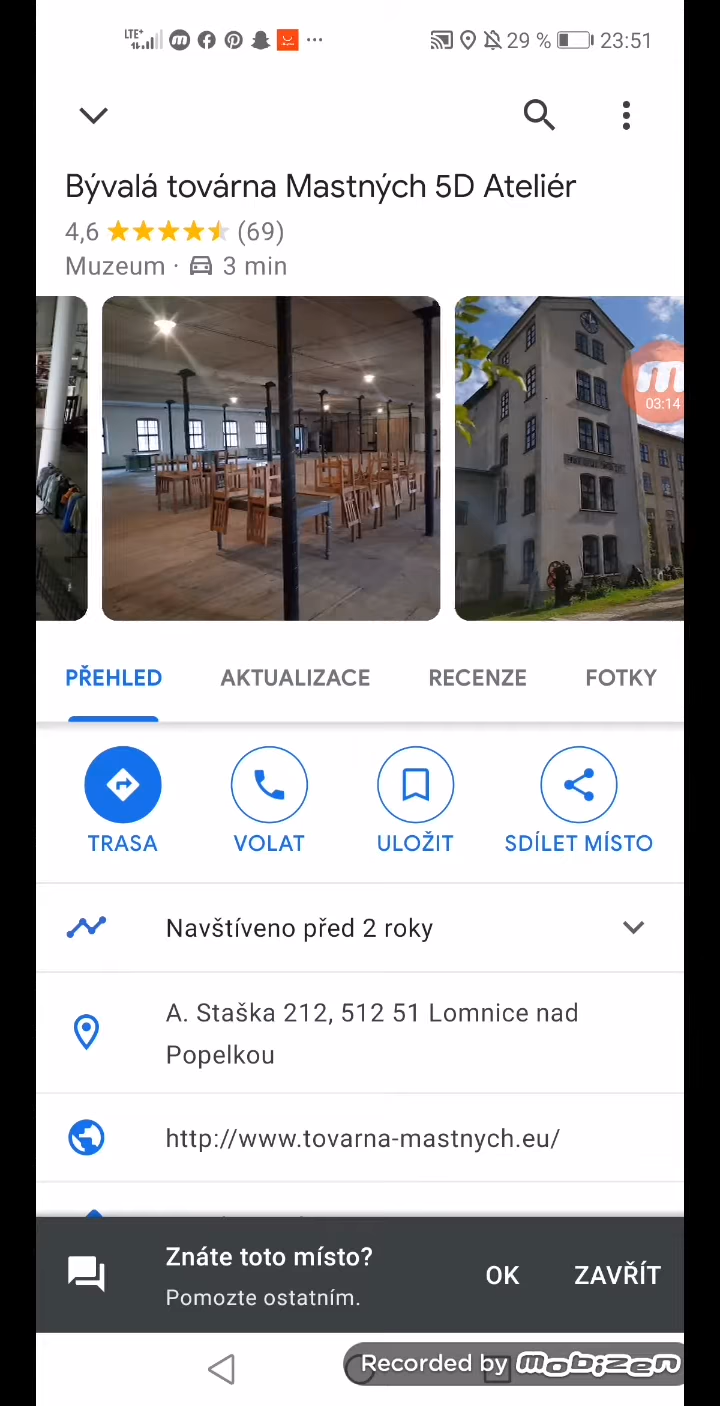 LTE+ 29 % 23:51
Bývalá továrna Mastných 5D Ateliér
4,6 (69)
Muzeum · 3 min
03:14
PŘEHLED AKTUALIZACE RECENZE FOTKY
TRASA VOLAT ULOŽIT SDÍLET MÍSTO
Navštíveno před 2 roky
A. Staška 212, 512 51 Lomnice nad
Popelkou
http://www.tovarna-mastnych.eu/
Znáte toto místo?
Pomozte ostatním.
OK ZAVŘÍT
Recorded by mobizen